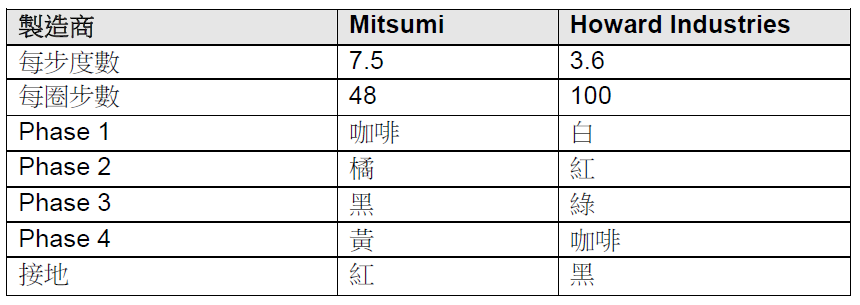 製造商 Mitsumi Howard Industries
每步度數 7.5 3.6
每圈步數 48 100
Phase 1 咖啡 白
Phase 2 橘 紅
Phase 3 黑 綠
Phase 4 黃 咖啡
接地 紅 黑